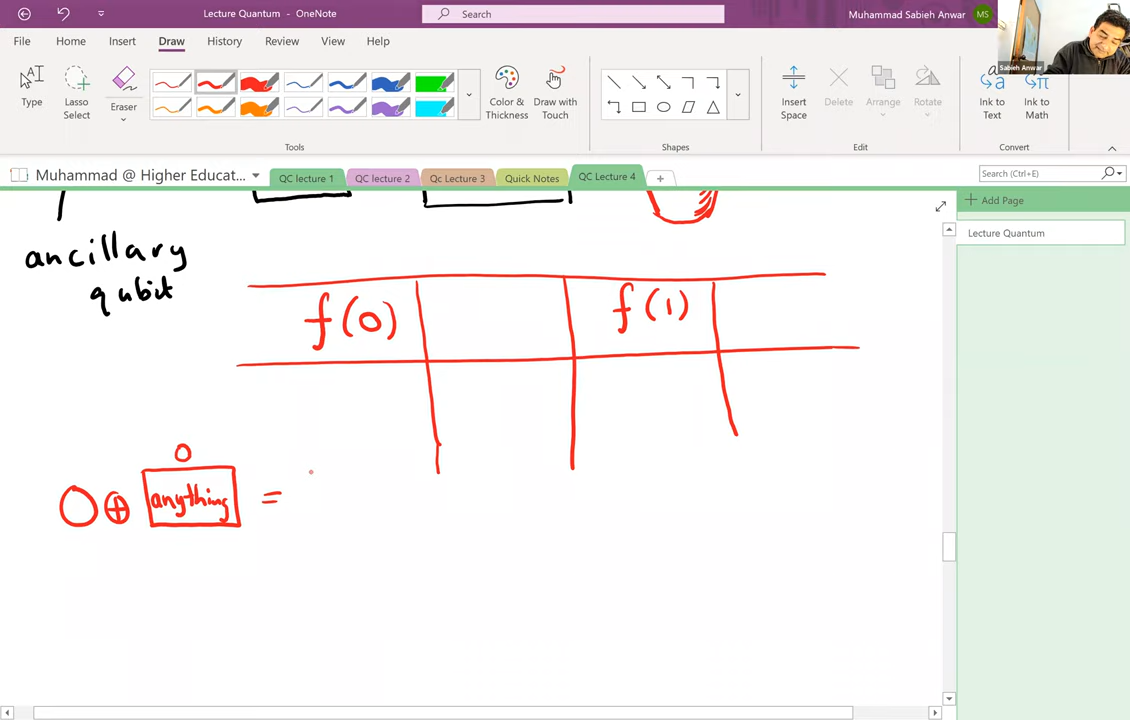 Lecture Quantum - OneNote
Search
Muhammad Sabieh Anwar
MS
File Home Insert Draw History Review View Help
Sabieh Anwar
Type
Lasso Select
Eraser
Color & Thickness
Draw with Touch
Insert Space
Delete
Arrange
Rotate
Ink to Text
Ink to Math
Tools
Shapes
Edit
Convert
Muhammad @ Higher Educat...
QC lecture 1
QC lecture 2
Qc Lecture 3
Quick Notes
QC Lecture 4
Search (Ctrl+E)
Add Page
Lecture Quantum
ancillary
qubit
f(0) f(1)
0
0 ⊕ anything =